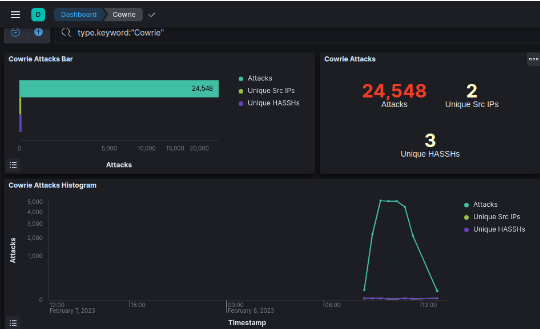 D Dashboard Cowrie
type.keyword:"Cowrie"
Cowrie Attacks Bar
24,548
0 5,000 10,000 15,000 20,000
Attacks
Attacks
Unique Src IPs
Unique HASSHs
Cowrie Attacks
24,548
Attacks
2
Unique Src IPs
3
Unique HASSHs
Cowrie Attacks Histogram
Attacks
5,000
4,000
3,000
2,000
1,000
0
12:00 18:00 00:00 06:00 12:00
February 7, 2023 February 8, 2023
Timestamp
Attacks
Unique Src IPs
Unique HASSHs